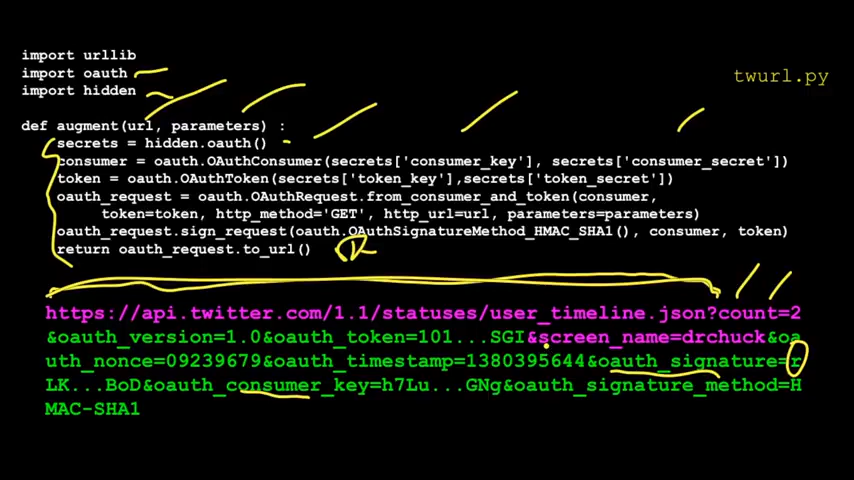 import urllib
import oauth
import hidden
twurl.py
def augment(url, parameters) :
secrets = hidden.oauth()
consumer = oauth.OAuthConsumer(secrets['consumer_key'], secrets['consumer_secret'])
token = oauth.OAuthToken(secrets['token_key'],secrets['token_secret'])
oauth_request = oauth.OAuthRequest.from_consumer_and_token(consumer,
token=token, http_method='GET', http_url=url, parameters=parameters)
oauth_request.sign_request(oauth.OAuthSignatureMethod_HMAC_SHA1(), consumer, token)
return oauth_request.to_url()
https://api.twitter.com/1.1/statuses/user_timeline.json?count=2
&oauth_version=1.0&oauth_token=101...SGI&screen_name=drchuck&oa
uth_nonce=09239679&oauth_timestamp=1380395644&oauth_signature=r
LK...BoD&oauth_consumer_key=h7Lu...GNg&oauth_signature_method=H
MAC-SHA1